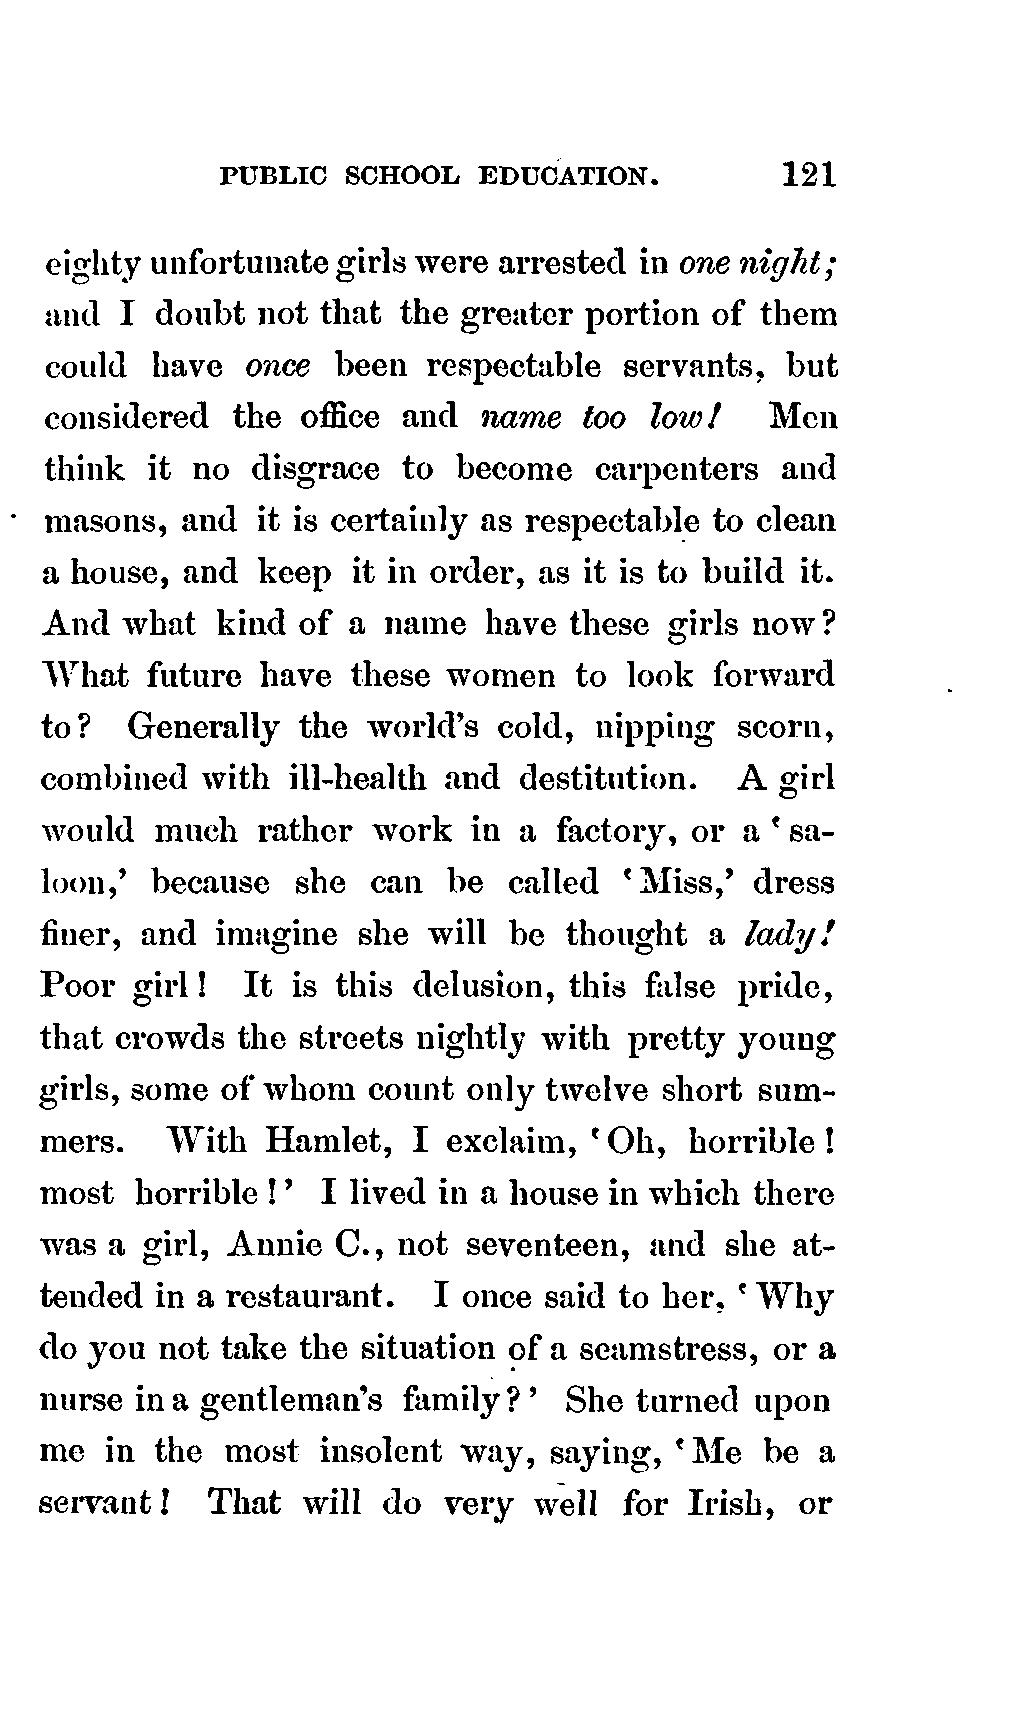 PUBLIC SCHOOL EDUCATION. 121
eighty unfortunate girls were arrested in one night;
and I doubt not that the greater portion of them
could have once been respectable servants, but
considered the office and name too low! Men
think it no disgrace to become carpenters and
masons, and it is certainly as respectable to clean
a house, and keep it in order, as it is to build it.
And what kind of a name have these girls now?
What future have these women to look forward
to? Generally the world's cold, nipping scorn,
combined with ill-health and destitution. A girl
would much rather work in a factory, or a ‘sa-
loon,’ because she can be called ‘Miss,’ dress
finer, and imagine she will be thought a lady!
Poor girl! It is this delusion, this false pride,
that crowds the streets nightly with pretty young
girls, some of whom count only twelve short sum-
mers. With Hamlet, I exclaim, ‘Oh, horrible!
most horrible!’ I lived in a house in which there
was a girl, Annie C., not seventeen, and she at-
tended in a restaurant. I once said to her, ‘Why
do you not take the situation of a seamstress, or a
nurse in a gentleman's family?’ She turned upon
me in the most insolent way, saying, ‘Me be a
servant! That will do very well for Irish, or